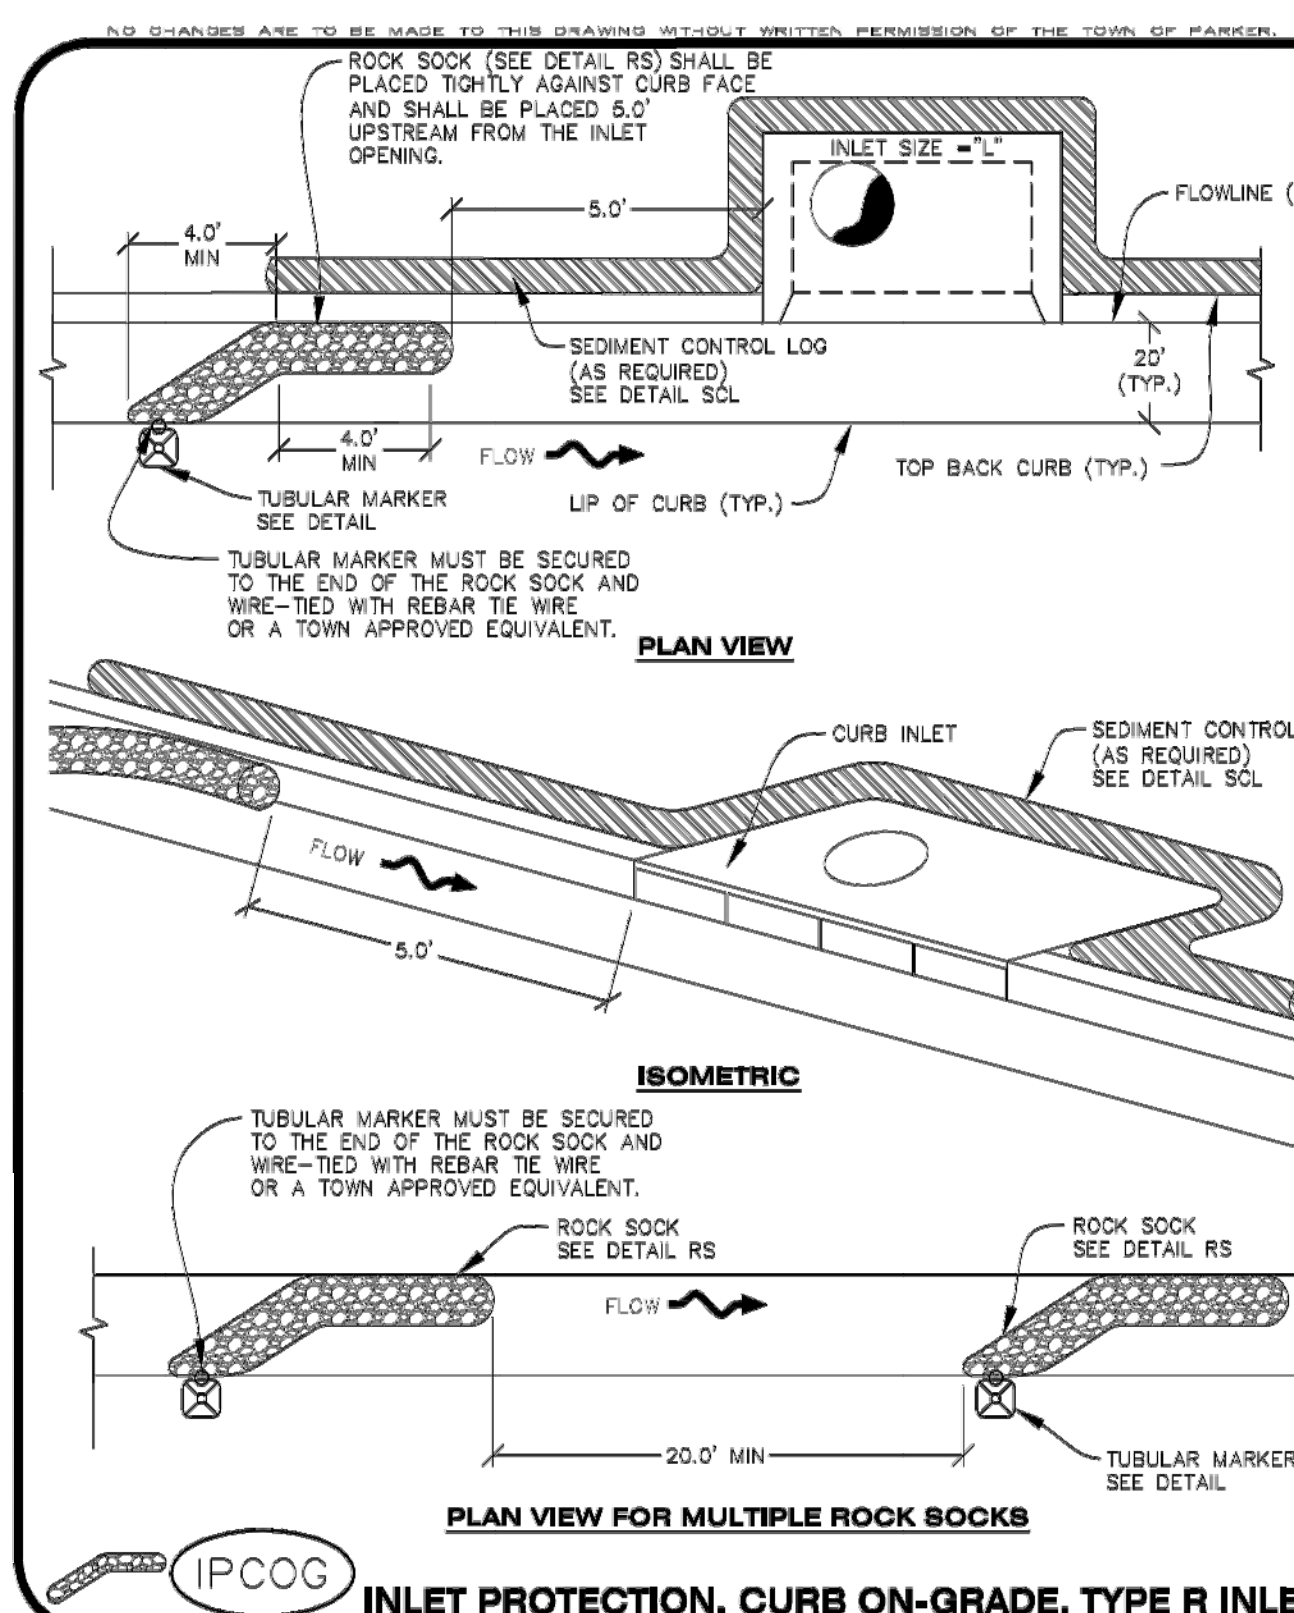 NO CHANGES ARE TO BE MADE TO THIS DRAWING WITHOUT WRITTEN PERMISSION OF THE TOWN OF PARKER.
ROCK SOCK (SEE DETAIL RS) SHALL BE
PLACED TIGHTLY AGAINST CURB FACE
AND SHALL BE PLACED 5.0'
UPSTREAM FROM THE INLET
OPENING.
INLET SIZE ="L"
FLOWLINE (
5.0'
4.0'
MIN
SEDIMENT CONTROL LOG
(AS REQUIRED)
SEE DETAIL SCL
20'
(TYP.)
4.0'
MIN
FLOW
TOP BACK CURB (TYP.)
LIP OF CURB (TYP.)
TUBULAR MARKER
SEE DETAIL
TUBULAR MARKER MUST BE SECURED
TO THE END OF THE ROCK SOCK AND
WIRE-TIED WITH REBAR TIE WIRE
OR A TOWN APPROVED EQUIVALENT.
PLAN VIEW
CURB INLET
SEDIMENT CONTROL
(AS REQUIRED)
SEE DETAIL SCL
FLOW
5.0'
ISOMETRIC
TUBULAR MARKER MUST BE SECURED
TO THE END OF THE ROCK SOCK AND
WIRE-TIED WITH REBAR TIE WIRE
OR A TOWN APPROVED EQUIVALENT.
ROCK SOCK
SEE DETAIL RS
ROCK SOCK
SEE DETAIL RS
FLOW
20.0' MIN
TUBULAR MARKER
SEE DETAIL
PLAN VIEW FOR MULTIPLE ROCK SOCKS
IPCOG
INLET PROTECTION, CURB ON-GRADE, TYPE R INLE